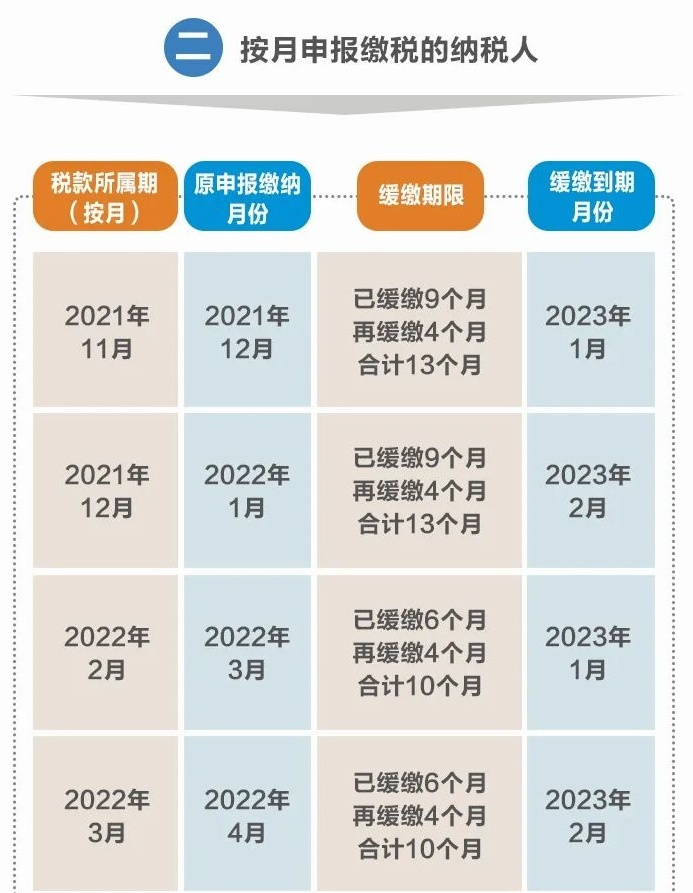 二 按月申报缴税的纳税人
税款所属期
（按月）
原申报缴纳
月份
缓缴期限
缓缴到期
月份
2021年
11月
2021年
12月
已缓缴9个月
再缓缴4个月
合计13个月
2023年
1月
2021年
12月
2022年
1月
已缓缴9个月
再缓缴4个月
合计13个月
2023年
2月
2022年
2月
2022年
3月
已缓缴6个月
再缓缴4个月
合计10个月
2023年
1月
2022年
3月
2022年
4月
已缓缴6个月
再缓缴4个月
合计10个月
2023年
2月